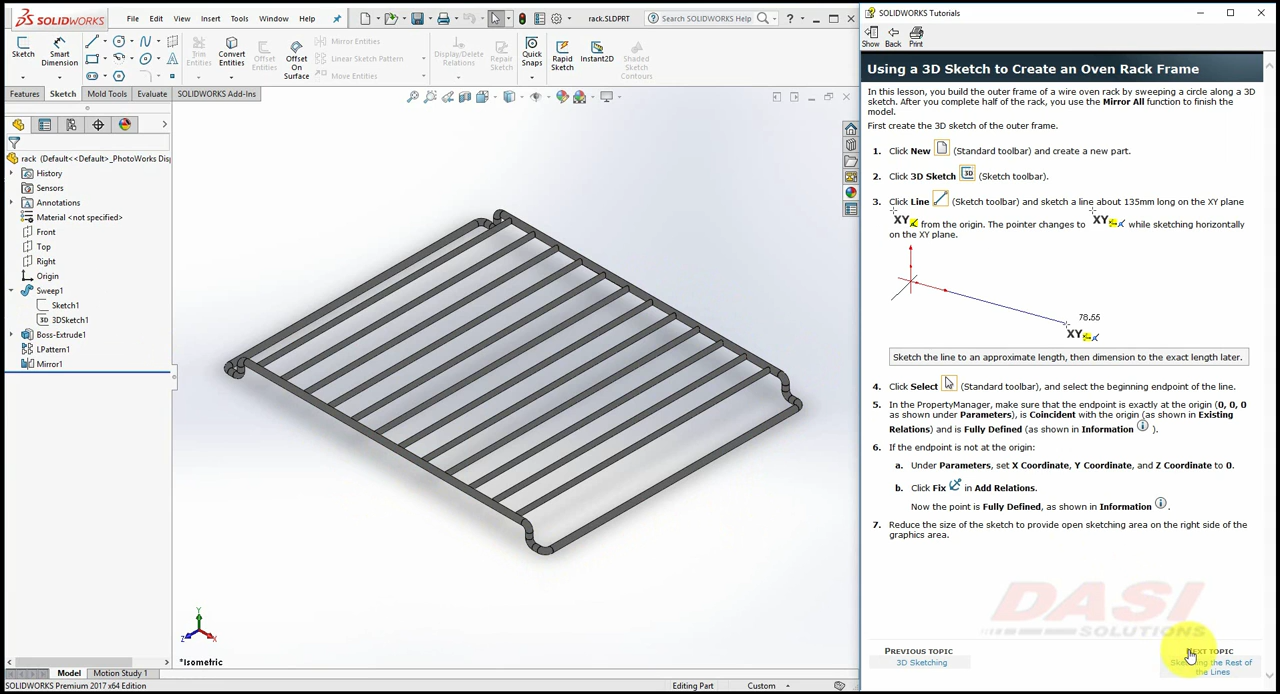 SOLIDWORKS
File Edit View Insert Tools Window Help
rack.SLDPRT
Search SOLIDWORKS Help
Sketch
Smart Dimension
Trim Entities
Convert Entities
Offset Entities
Offset On Surface
Mirror Entities
Linear Sketch Pattern
Move Entities
Display/Delete Relations
Repair Sketch
Quick Snaps
Rapid Sketch
Instant2D
Shaded Sketch Contours
Features Sketch Mold Tools Evaluate SOLIDWORKS Add-Ins
rack (Default<<Default>_PhotoWorks Disp
History
Sensors
Annotations
Material <not specified>
Front
Top
Right
Origin
Sweep1
Sketch1
3D 3DSketch1
Boss-Extrude1
LPattern1
Mirror1
Y
Z X
*Isometric
Model Motion Study 1
SOLIDWORKS Premium 2017 x64 Edition
Editing Part Custom
SOLIDWORKS Tutorials
Show Back Print
Using a 3D Sketch to Create an Oven Rack Frame
In this lesson, you build the outer frame of a wire oven rack by sweeping a circle along a 3D
sketch. After you complete half of the rack, you use the Mirror All function to finish the
model.
First create the 3D sketch of the outer frame.
1. Click New (Standard toolbar) and create a new part.
2. Click 3D Sketch 3D (Sketch toolbar).
3. Click Line (Sketch toolbar) and sketch a line about 135mm long on the XY plane
XY from the origin. The pointer changes to XY while sketching horizontally
on the XY plane.
78.55
XY
Sketch the line to an approximate length, then dimension to the exact length later.
4. Click Select (Standard toolbar), and select the beginning endpoint of the line.
5. In the PropertyManager, make sure that the endpoint is exactly at the origin (0, 0, 0
as shown under Parameters), is Coincident with the origin (as shown in Existing
Relations) and is Fully Defined (as shown in Information ).
6. If the endpoint is not at the origin:
a. Under Parameters, set X Coordinate, Y Coordinate, and Z Coordinate to 0.
b. Click Fix in Add Relations.
Now the point is Fully Defined, as shown in Information .
7. Reduce the size of the sketch to provide open sketching area on the right side of the
graphics area.
DASI
SOLUTIONS
PREVIOUS TOPIC
3D Sketching
NEXT TOPIC
Sketching the Rest of
the Lines